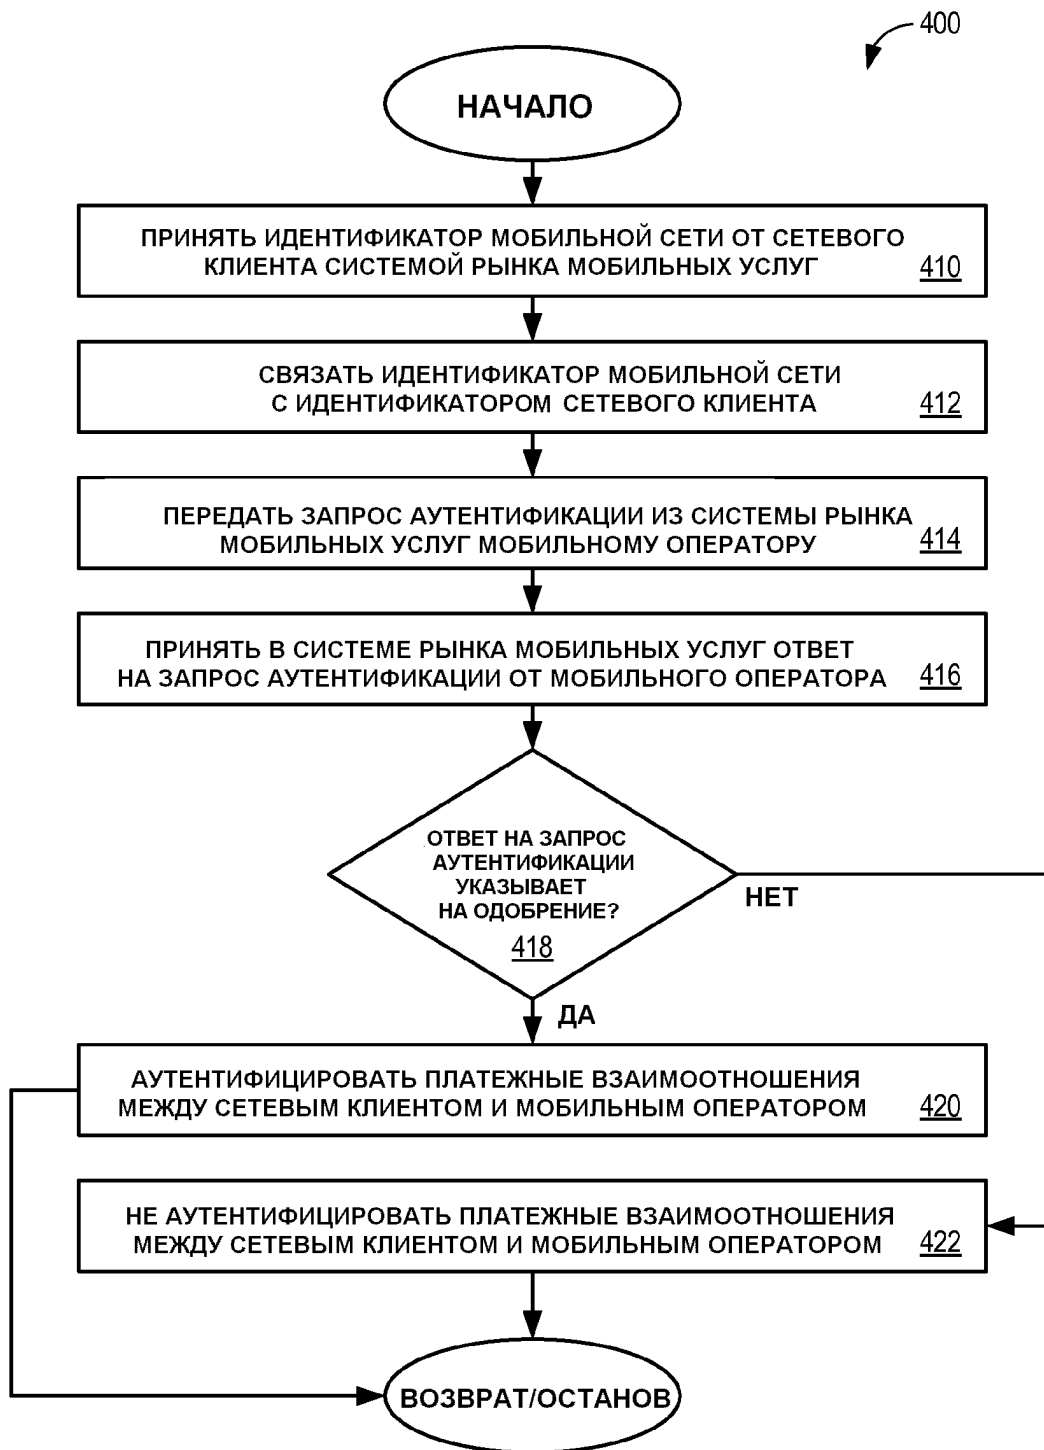 400
НАЧАЛО
ПРИНЯТЬ ИДЕНТИФИКАТОР МОБИЛЬНОЙ СЕТИ ОТ СЕТЕВОГО
КЛИЕНТА СИСТЕМОЙ РЫНКА МОБИЛЬНЫХ УСЛУГ
410
СВЯЗАТЬ ИДЕНТИФИКАТОР МОБИЛЬНОЙ СЕТИ
С ИДЕНТИФИКАТОРОМ СЕТЕВОГО КЛИЕНТА
412
ПЕРЕДАТЬ ЗАПРОС АУТЕНТИФИКАЦИИ ИЗ СИСТЕМЫ РЫНКА
МОБИЛЬНЫХ УСЛУГ МОБИЛЬНОМУ ОПЕРАТОРУ
414
ПРИНЯТЬ В СИСТЕМЕ РЫНКА МОБИЛЬНЫХ УСЛУГ ОТВЕТ
НА ЗАПРОС АУТЕНТИФИКАЦИИ ОТ МОБИЛЬНОГО ОПЕРАТОРА
416
ОТВЕТ НА ЗАПРОС
АУТЕНТИФИКАЦИИ
УКАЗЫВАЕТ
НА ОДОБРЕНИЕ?
418
НЕТ
ДА
АУТЕНТИФИЦИРОВАТЬ ПЛАТЕЖНЫЕ ВЗАИМООТНОШЕНИЯ
МЕЖДУ СЕТЕВЫМ КЛИЕНТОМ И МОБИЛЬНЫМ ОПЕРАТОРОМ
420
НЕ АУТЕНТИФИЦИРОВАТЬ ПЛАТЕЖНЫЕ ВЗАИМООТНОШЕНИЯ
МЕЖДУ СЕТЕВЫМ КЛИЕНТОМ И МОБИЛЬНЫМ ОПЕРАТОРОМ
422
ВОЗВРАТ/ОСТАНОВ